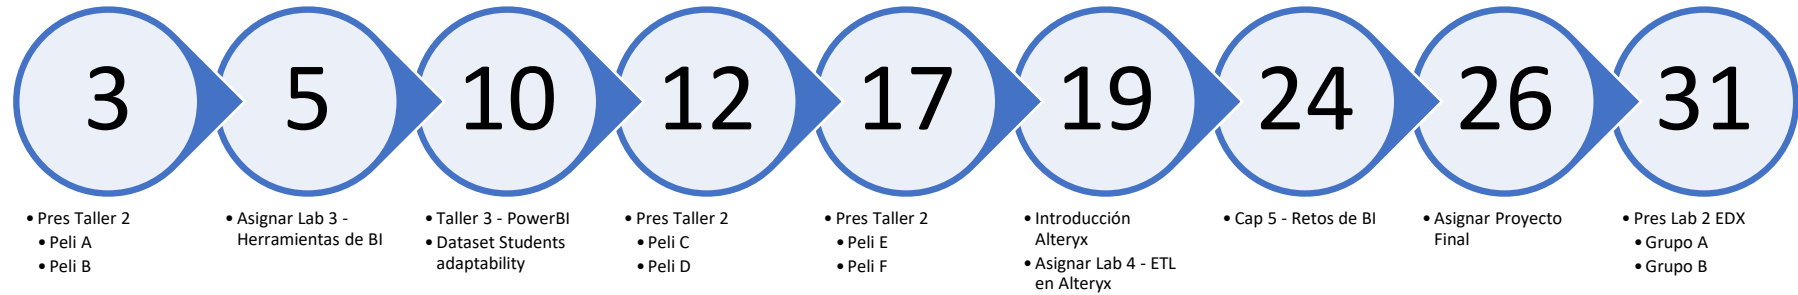 3
5
10
12
17
19
24
26
31
• Pres Taller 2
• Peli A
• Peli B
• Asignar Lab 3 -
Herramientas de BI
• Taller 3 - PowerBI
• Dataset Students
adaptability
• Pres Taller 2
• Peli C
• Peli D
• Pres Taller 2
• Peli E
• Peli F
• Introducción
Alteryx
• Asignar Lab 4 - ETL
en Alteryx
• Cap 5 - Retos de BI
• Asignar Proyecto
Final
• Pres Lab 2 EDX
• Grupo A
• Grupo B